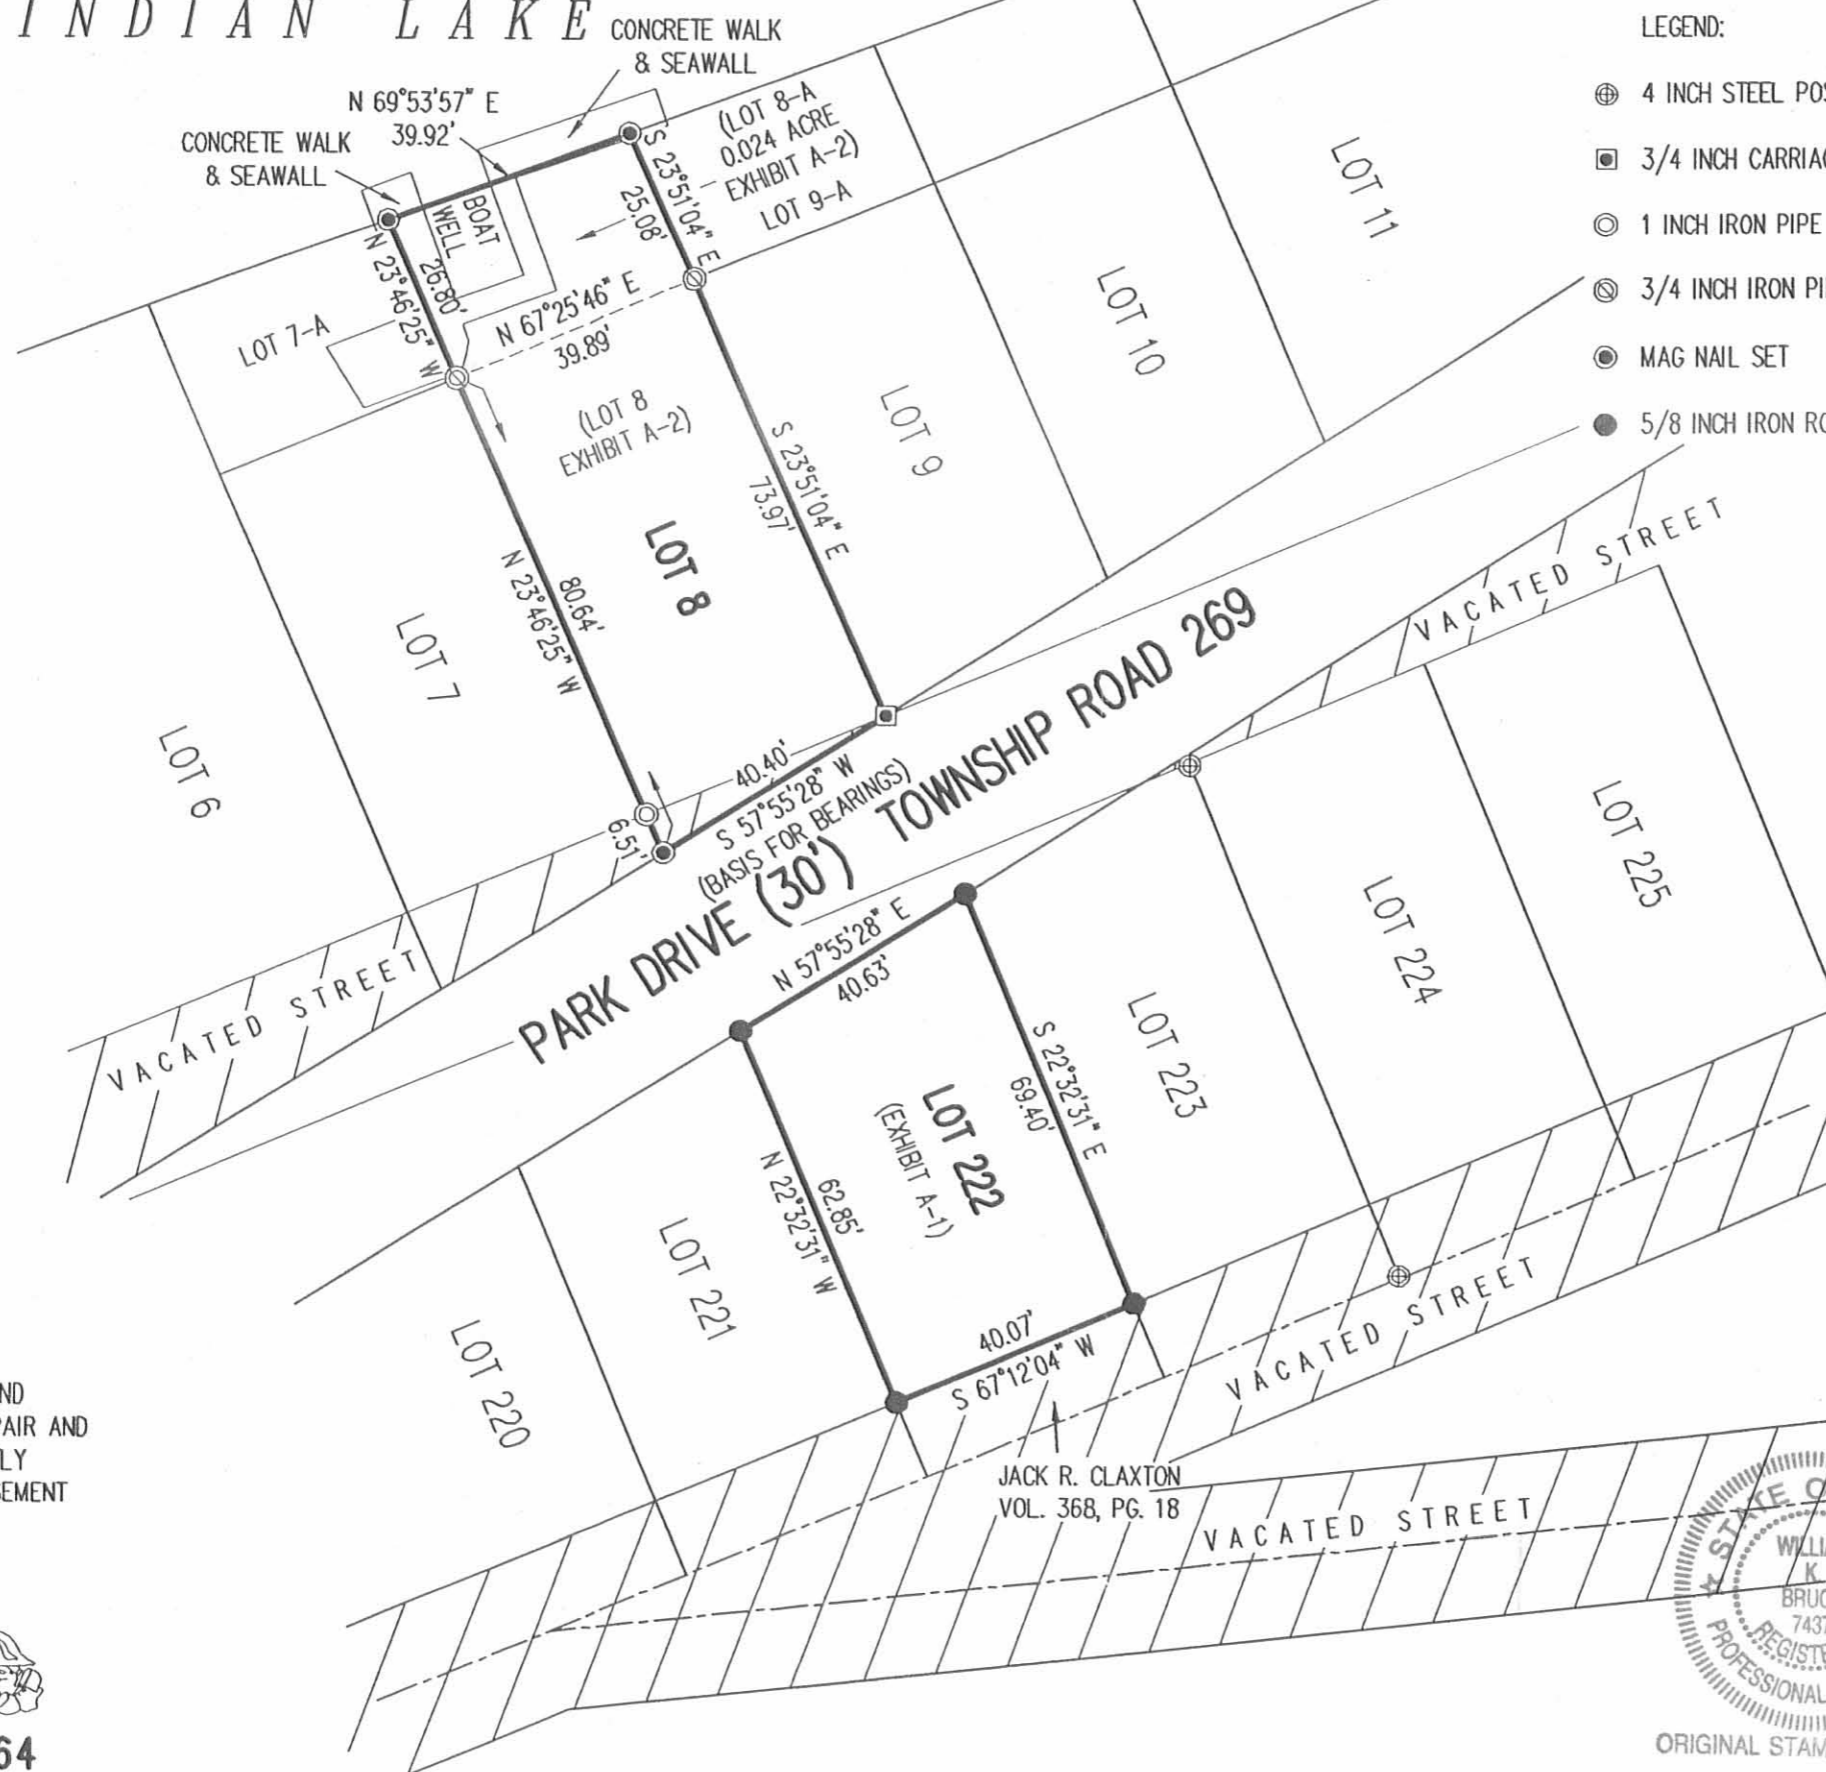 INDIAN LAKE
CONCRETE WALK
& SEAWALL
N 69°53'57" E
39.92'
CONCRETE WALK
& SEAWALL
(LOT 8-A
0.024 ACRE
EXHIBIT A-2)
LOT 9-A
S 23°51'04" E
25.08'
BOAT
WELL
N 23°46'25" W
26.80'
LOT 7-A
N 67°25'46" E
39.89'
(LOT 8
EXHIBIT A-2)
LEGEND:
4 INCH STEEL
3/4 INCH
1 INCH IRON PIPE
3/4 INCH IRON
MAG NAIL SET
5/8 INCH IRON
LOT 11
LOT 10
LOT 9
S 23°51'04" E
73.97'
LOT 8
N 23°46'25" W
80.64'
LOT 7
LOT 6
6.51'
40.40'
S 57°55'28" W
(BASIS FOR BEARINGS)
PARK DRIVE (30') TOWNSHIP ROAD 269
VACATED STREET
VACATED STREET
N 57°55'28" E
40.63'
LOT 225
LOT 224
LOT 223
S 22°32'31" E
69.40'
LOT 222
(EXHIBIT A-1)
N 22°32'31" W
62.85'
LOT 221
LOT 220
40.07'
S 67°12'04" W
VACATED STREET
JACK R. CLAXTON
VOL. 368, PG. 18
VACATED STREET
AND
LY
64
STATE
K.
PROFESSIONAL
ORIGINAL